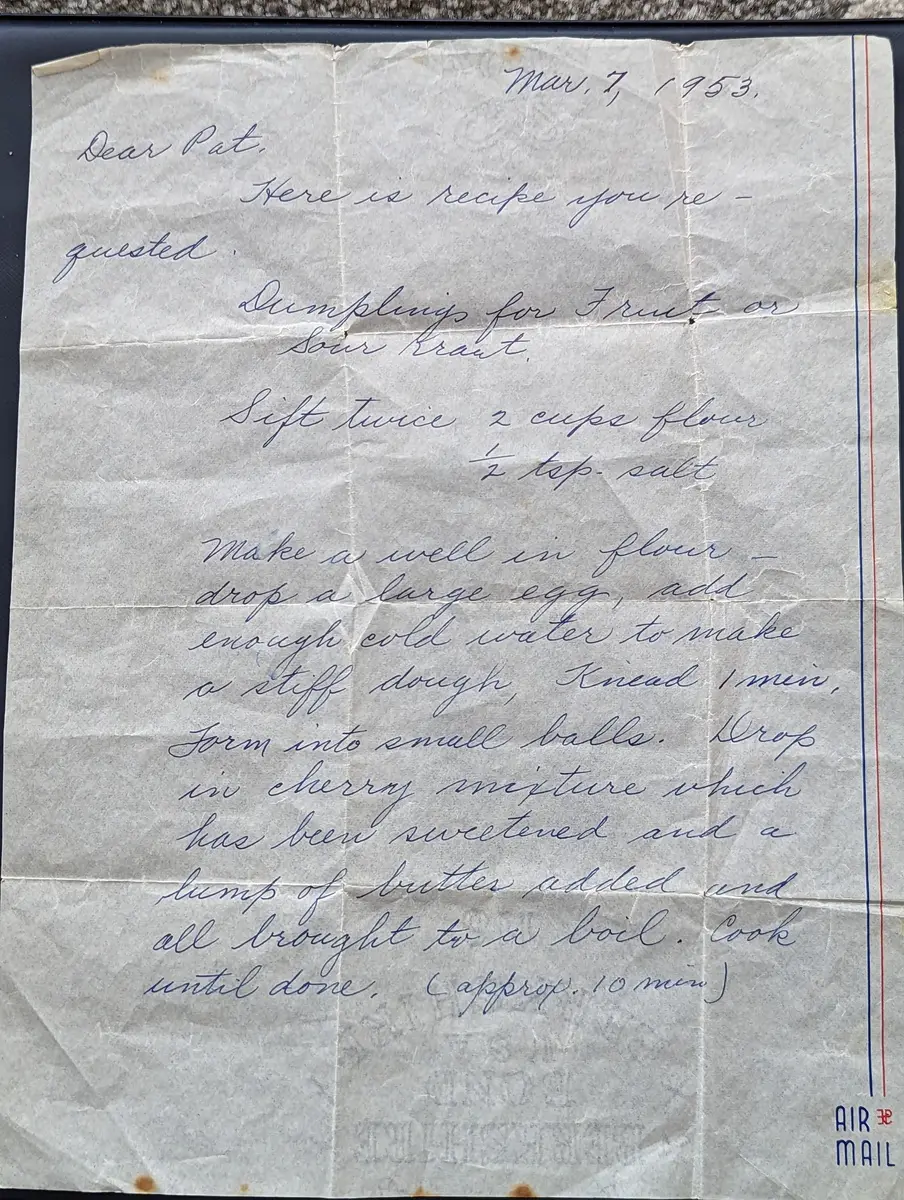 Mar. 7, 1953.
Dear Pat.
Here is recipe you re-
quested.
Dumplings for Fruit or
Sour Kraut.
Sift twice 2 cups flour
1/2 tsp. salt
Make a well in flour -
drop a large egg, add
enough cold water to make
a stiff dough, Knead 1 min.
Form into small balls. Drop
in cherry mixture which
has been sweetened and a
lump of butter added and
all brought to a boil. Cook
until done. (approx. 10 min)
AIR
MAIL